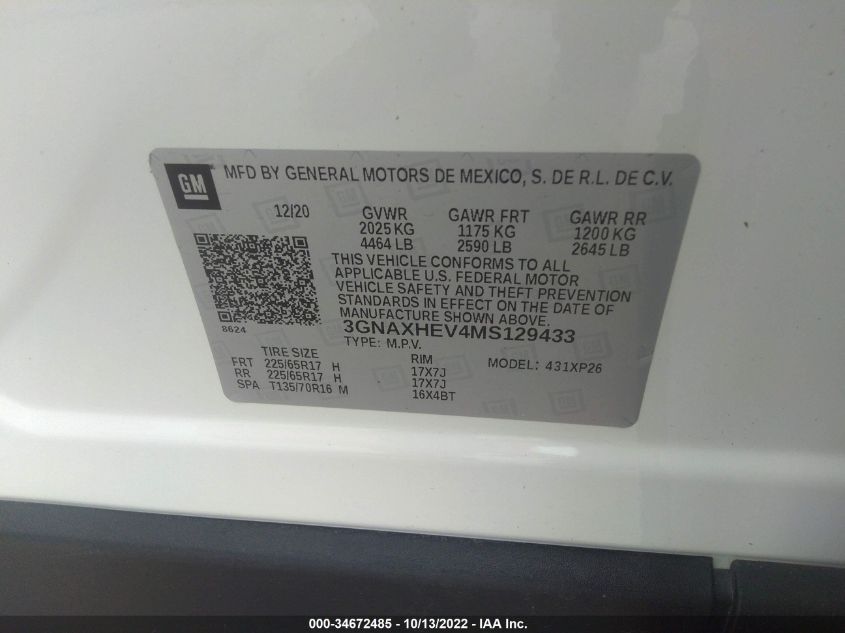 GM MFD BY GENERAL MOTORS DE MEXICO, S. DE R.L. DE C.V.
12/20 GVWR GAWR FRT GAWR RR
2025 KG 1175 KG 1200 KG
4464 LB 2590 LB 2645 LB
THIS VEHICLE CONFORMS TO ALL
APPLICABLE U.S. FEDERAL MOTOR
VEHICLE SAFETY AND THEFT PREVENTION
STANDARDS IN EFFECT ON THE DATE OF
MANUFACTURE SHOWN ABOVE.
8624 3GNAXHEV4MS129433
TYPE: M.P.V.
TIRE SIZE RIM MODEL: 431XP26
FRT 225/65R17 H 17X7J
RR 225/65R17 H 17X7J
SPA T135/70R16 M 16X4BT
000-34672485 - 10/13/2022 - IAA Inc.